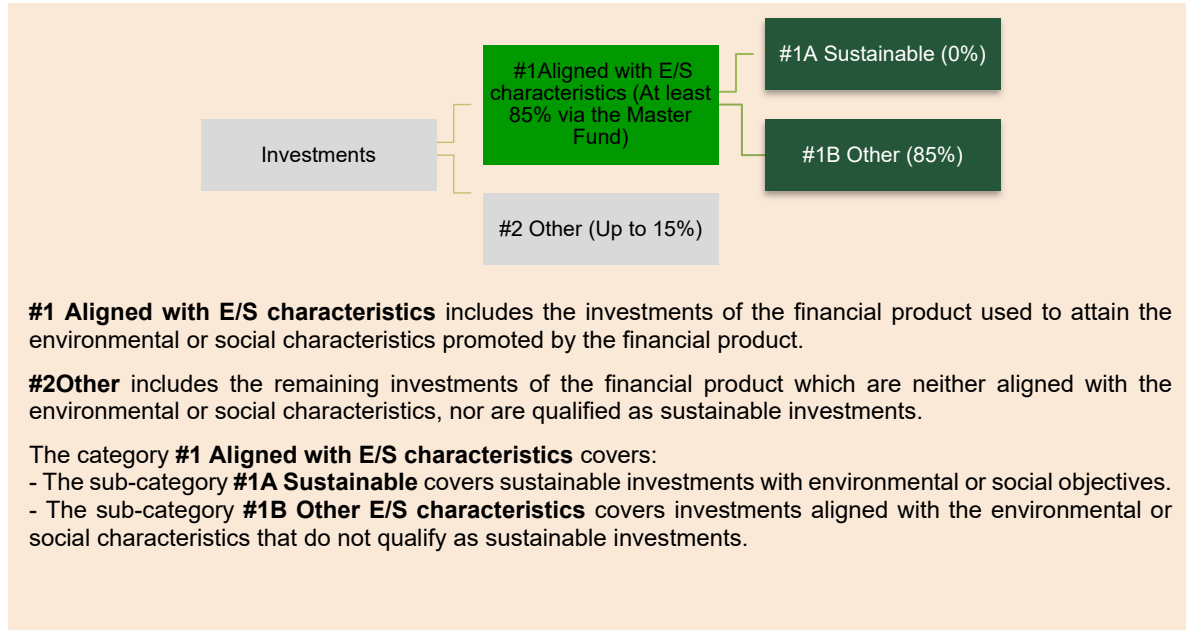 #1A Sustainable (0%)
#1Aligned with E/S
characteristics (At least
85% via the Master
Fund)
Investments
#1B Other (85%)
#2 Other (Up to 15%)
#1 Aligned with E/S characteristics includes the investments of the financial product used to attain the
environmental or social characteristics promoted by the financial product.
#2Other includes the remaining investments of the financial product which are neither aligned with the
environmental or social characteristics, nor are qualified as sustainable investments.
The category #1 Aligned with E/S characteristics covers:
- The sub-category #1A Sustainable covers sustainable investments with environmental or social objectives.
- The sub-category #1B Other E/S characteristics covers investments aligned with the environmental or
social characteristics that do not qualify as sustainable investments.